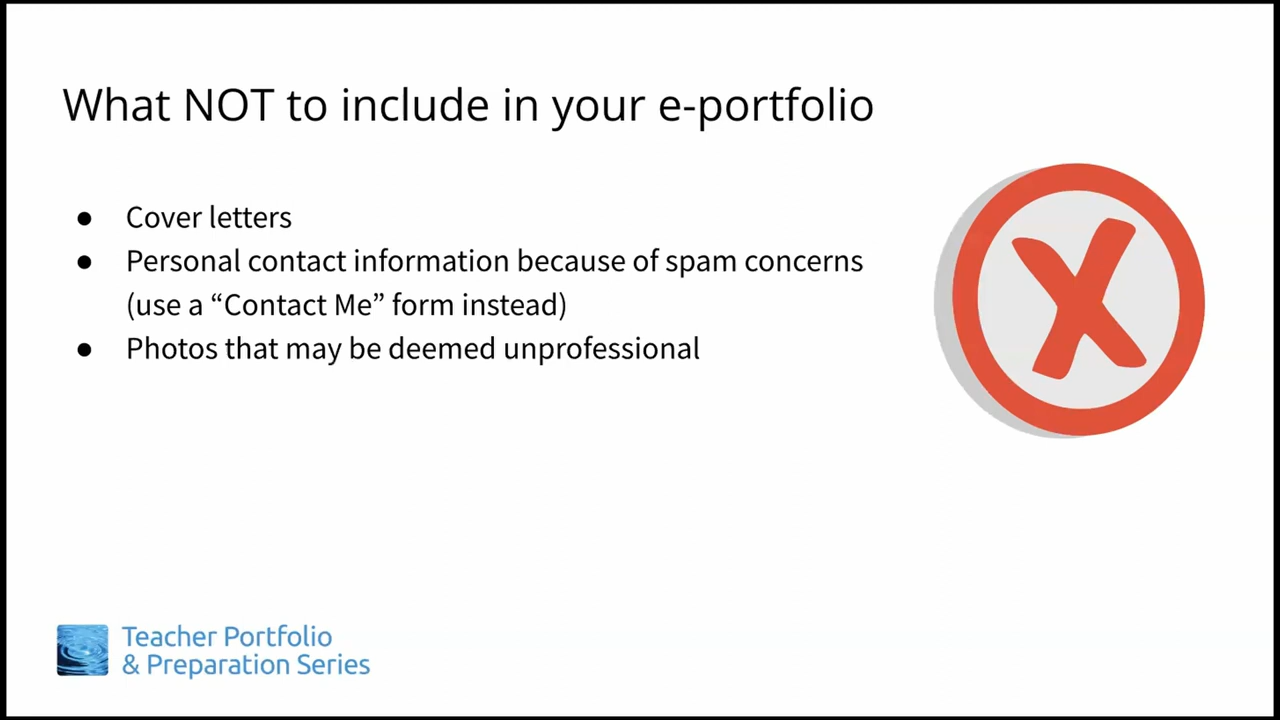 What NOT to include in your e-portfolio
● Cover letters
● Personal contact information because of spam concerns
(use a “Contact Me” form instead)
● Photos that may be deemed unprofessional
X
Teacher Portfolio
& Preparation Series